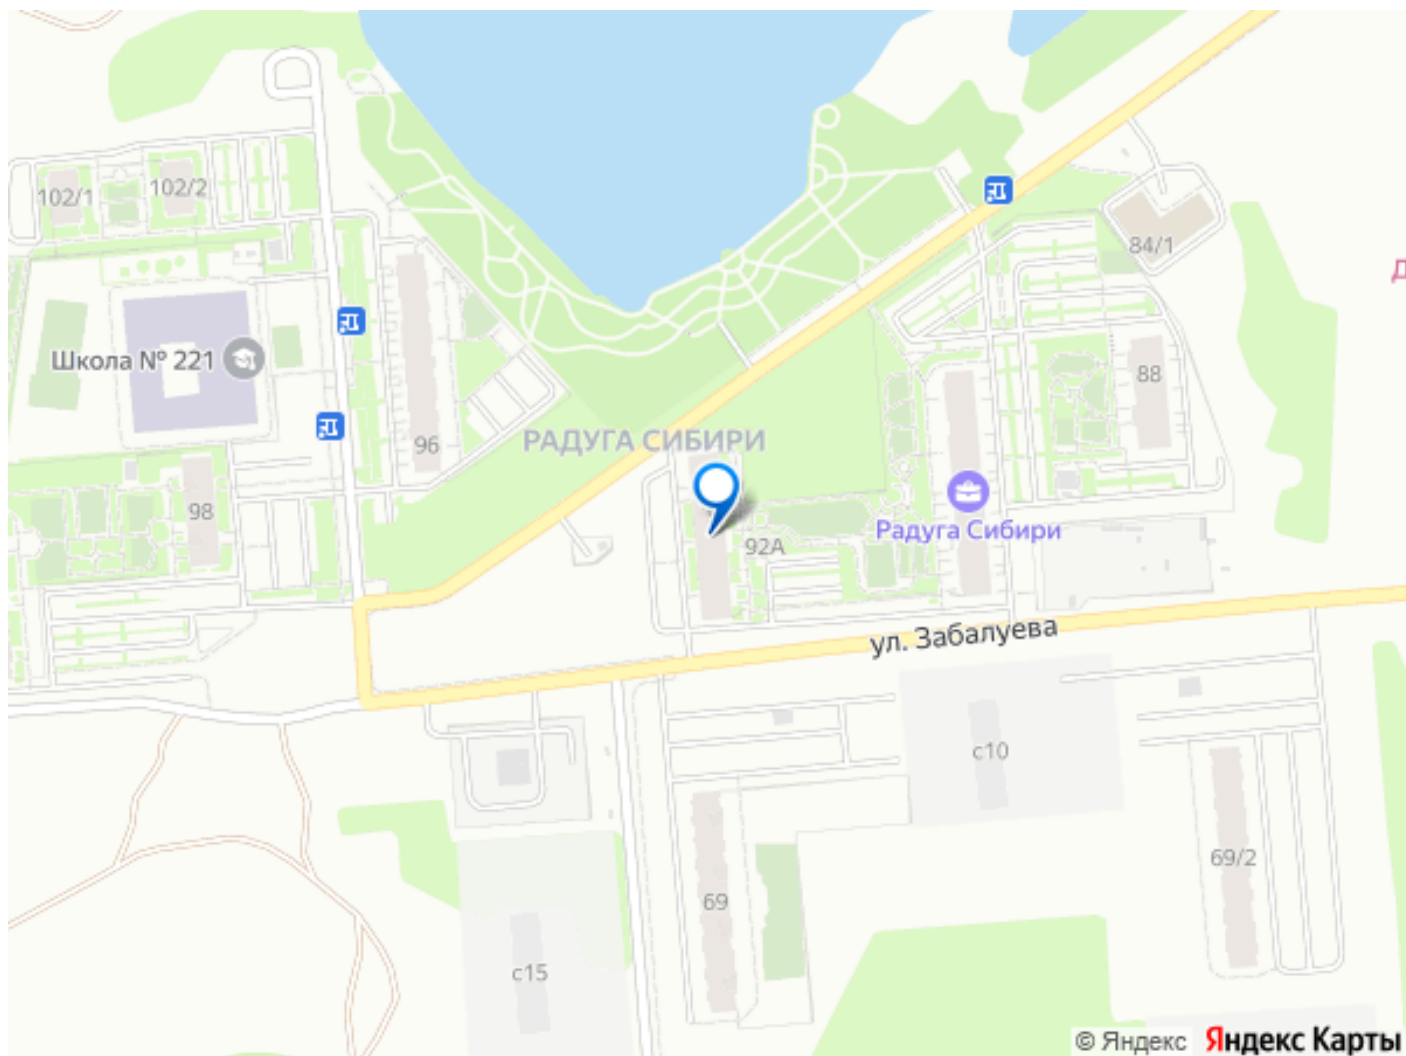 102/1
102/2
84/1
Д
Школа № 221
88
96
РАДУГА СИБИРИ
98
92А
Радуга Сибири
ул. Забалуева
с10
69/2
69
с15
© Яндекс Яндекс Карты